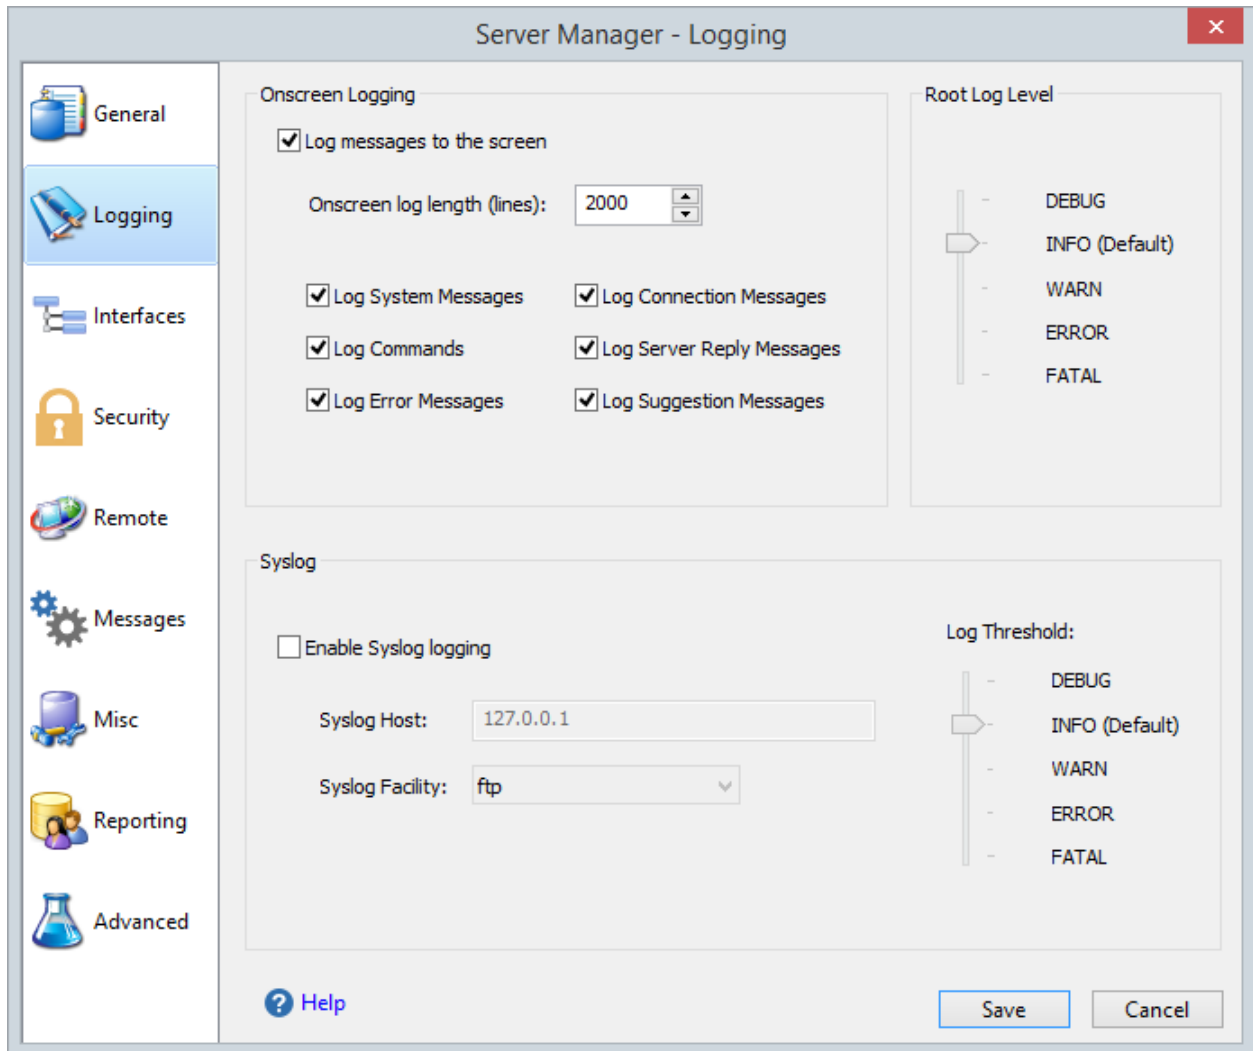 Server Manager - Logging
General
Logging
Interfaces
Security
Remote
Messages
Misc
Reporting
Advanced
Onscreen Logging
Log messages to the screen
Onscreen log length (lines): 2000
Log System Messages Log Connection Messages
Log Commands Log Server Reply Messages
Log Error Messages Log Suggestion Messages
Root Log Level
DEBUG
INFO (Default)
WARN
ERROR
FATAL
Syslog
Enable Syslog logging
Syslog Host: 127.0.0.1
Syslog Facility: ftp
Log Threshold:
DEBUG
INFO (Default)
WARN
ERROR
FATAL
? Help
Save Cancel